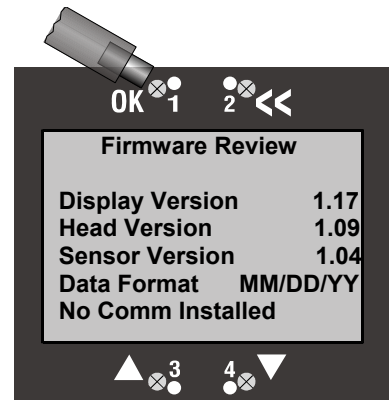 OK 1 2 <<
Firmware Review
Display Version 1.17
Head Version 1.09
Sensor Version 1.04
Data Format MM/DD/YY
No Comm Installed
3 4